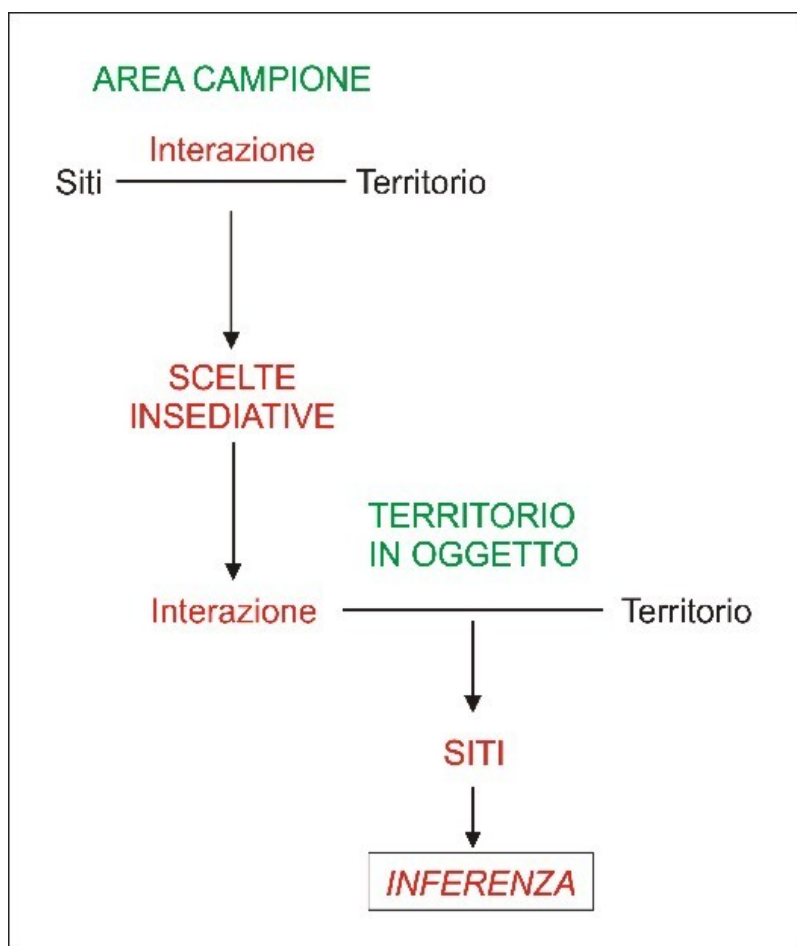 AREA CAMPIONE
Interazione
Siti Territorio
SCELTE
INSEDIATIVE
TERRITORIO
IN OGGETTO
Interazione Territorio
SITI
INFERENZA